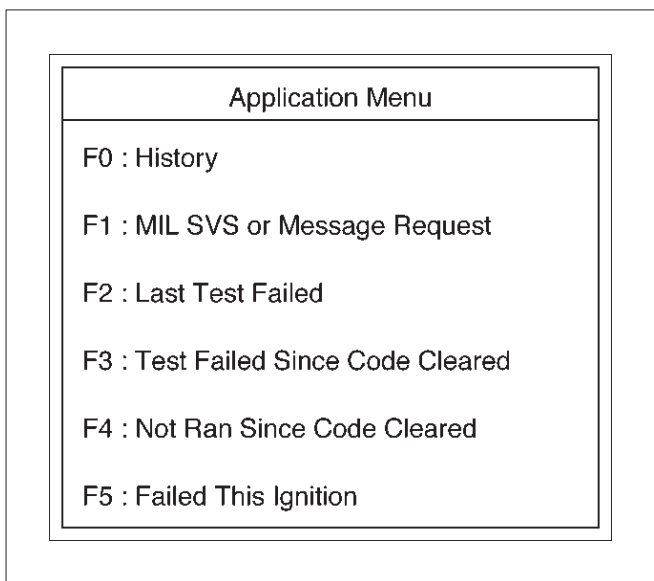 Application Menu
F0 : History
F1 : MIL SVS or Message Request
F2 : Last Test Failed
F3 : Test Failed Since Code Cleared
F4 : Not Ran Since Code Cleared
F5 : Failed This Ignition